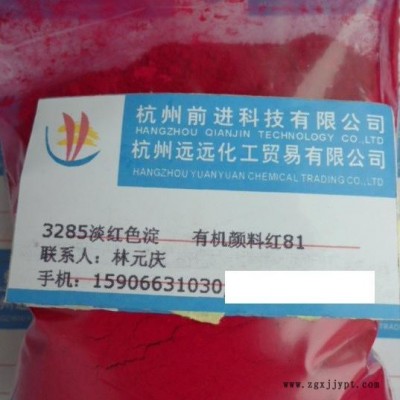 杭州前进科技有限公司
HANGZHOU QIANJIN TECHNOLOGY CO.,LTD
杭州远远化工贸易有限公司
HANGZHOU YUANYUAN CHEMICAL TRADING CO.,LTD.
3285淡红色淀 有机颜料红81
联系人：林元庆
手机：15906631030
www.zgxjjypt.com